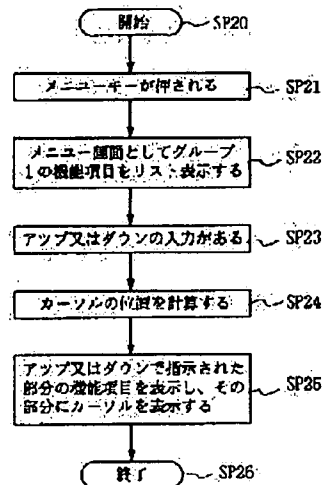 開始 SP20
メニューキーが押される SP21
メニュー画面としてグループ
1の機能項目をリスト表示する SP22
アップ又はダウンの入力がある SP23
カーソルの位置を計算する SP24
アップ又はダウンで指示された
部分の機能項目を表示し、その
部分にカーソルを表示する SP25
終了 SP26